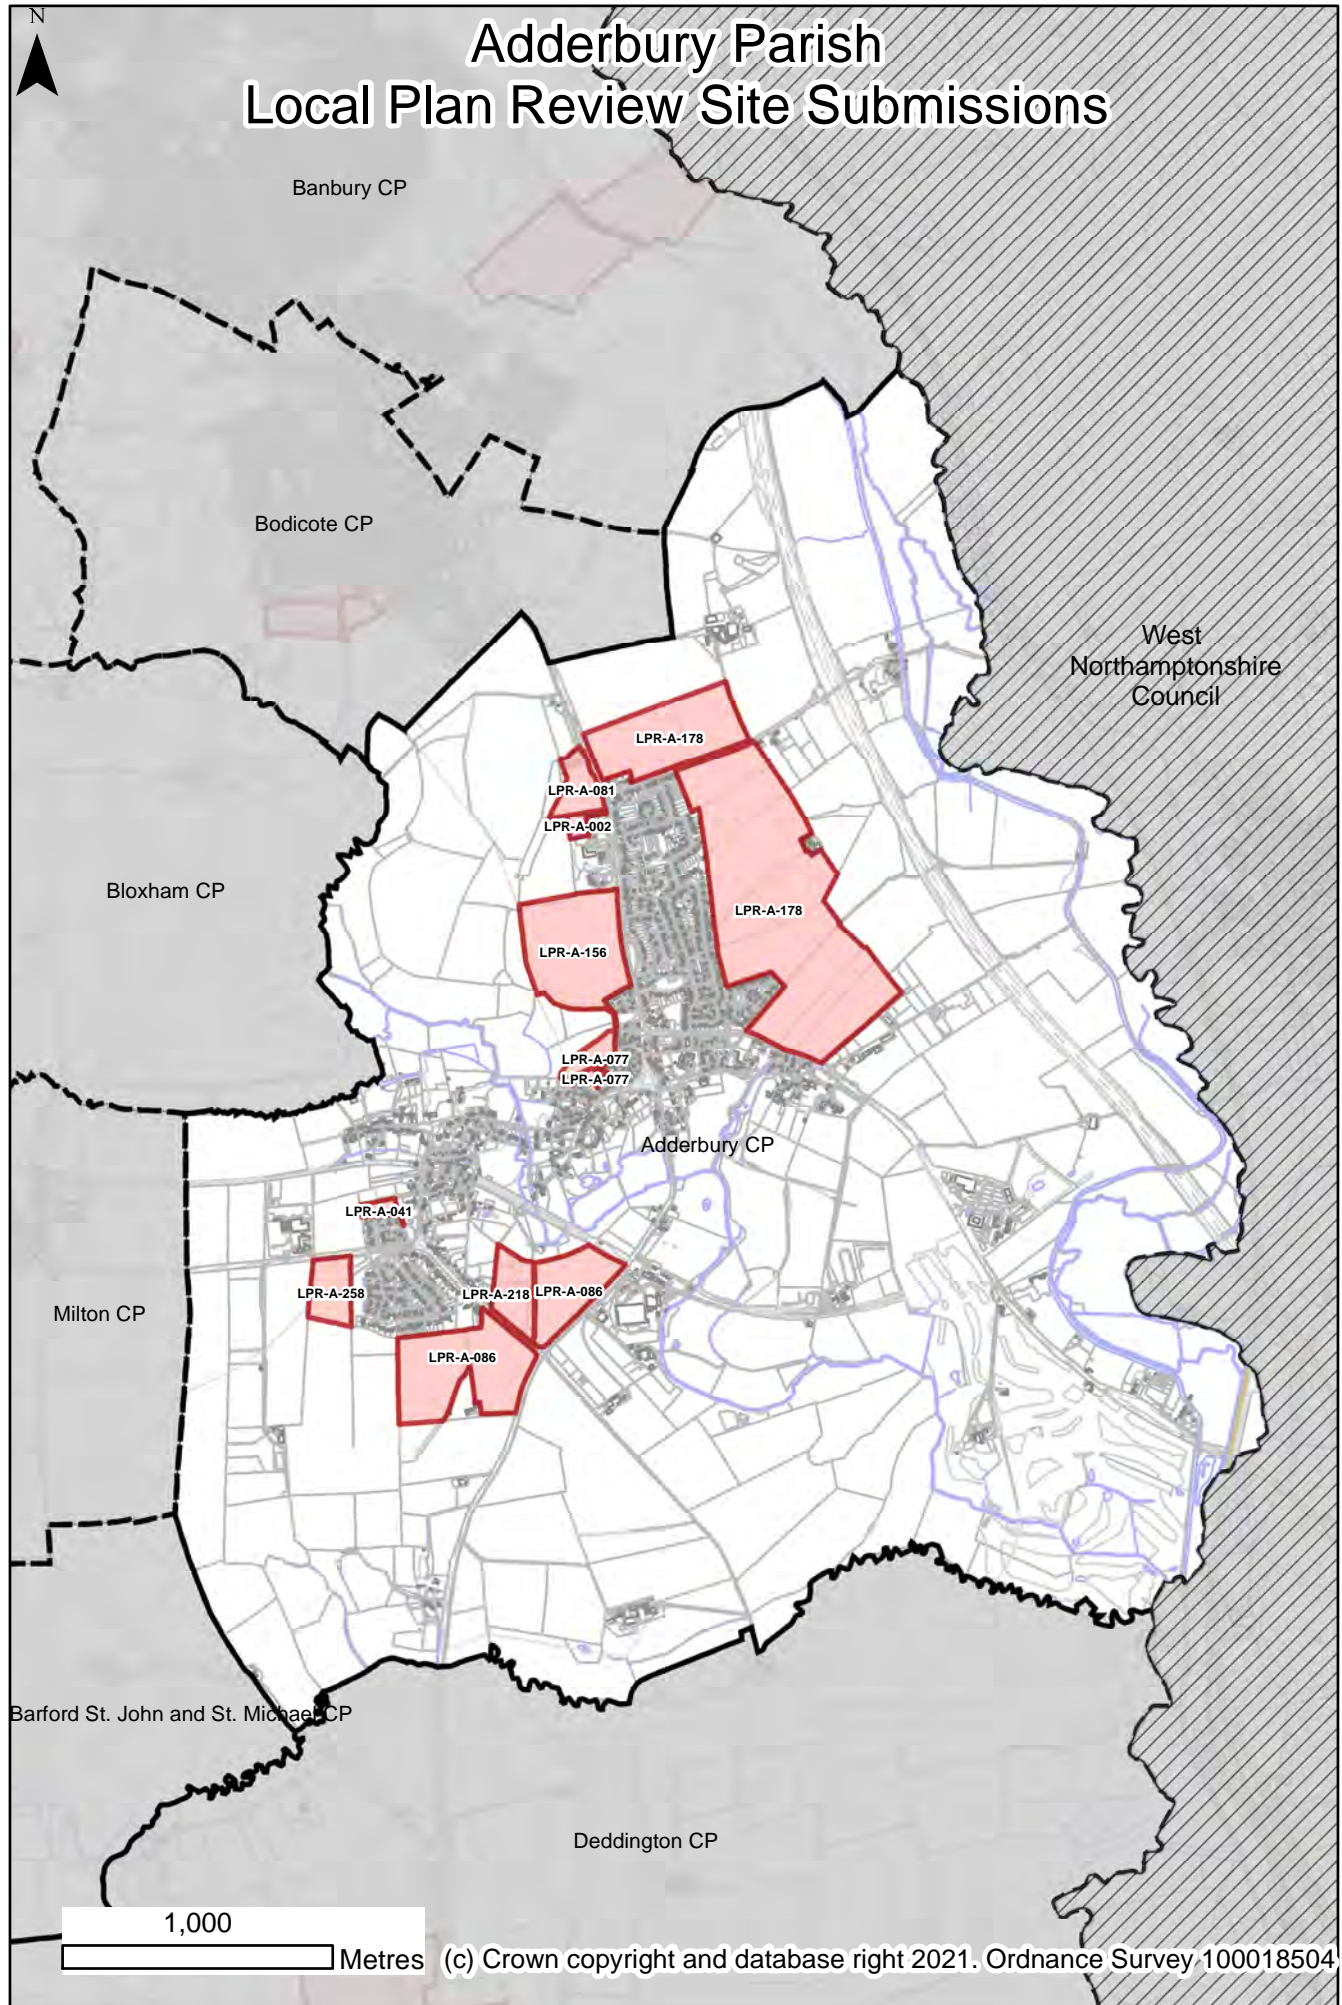 N
Adderbury Parish
Local Plan Review Site Submissions
Banbury CP
Bodicote CP
West
Northamptonshire
Council
LPR-A-178
LPR-A-081
LPR-A-002
Bloxham CP
LPR-A-178
LPR-A-156
LPR-A-077
LPR-A-077
Adderbury CP
LPR-A-041
LPR-A-258
LPR-A-218
LPR-A-086
Milton CP
LPR-A-086
Barford St. John and St. Michael CP
Deddington CP
1,000
Metres
(c) Crown copyright and database right 2021. Ordnance Survey 100018504